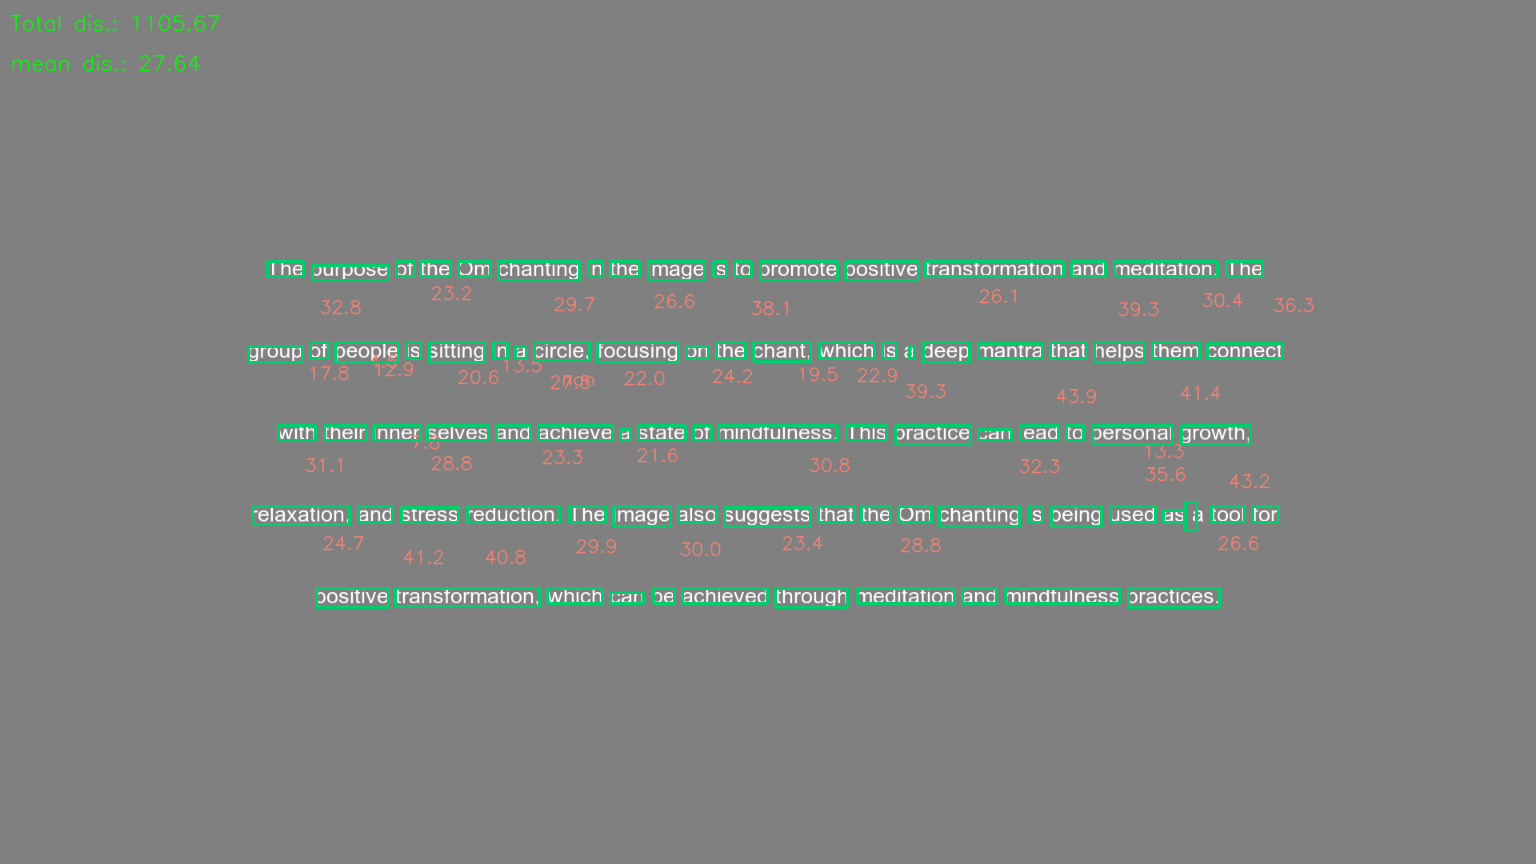 Total dis.: 1105.67
mean dis.: 27.64
The purpose of the Om chanting in the image is to promote positive transformation and meditation. The
32.8 23.2 29.7 26.6 38.1 26.1 39.3 30.4 36.3
group of people is sitting in a circle, focusing on the chant, which is a deep mantra that helps them connect
17.8 12.9 20.6 13.5 22.0 24.2 19.5 22.9 39.3 43.9 41.4
with their inner selves and achieve a state of mindfulness. This practice can lead to personal growth,
31.1 7.6 28.8 23.3 21.6 30.8 32.3 13.3 35.6 43.2
relaxation, and stress reduction. The image also suggests that the Om chanting is being used as a tool for
24.7 41.2 40.8 29.9 30.0 23.4 28.8 26.6
positive transformation, which can be achieved through meditation and mindfulness practices.